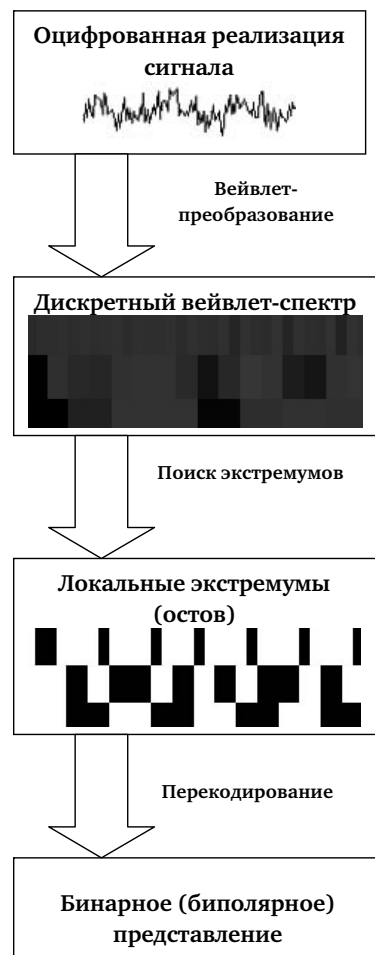 Оцифрованная реализация
сигнала
Вейвлет-
преобразование
Дискретный вейвлет-спектр
Поиск экстремумов
Локальные экстремумы
(остов)
Перекодирование
Бинарное (биполярное)
представление